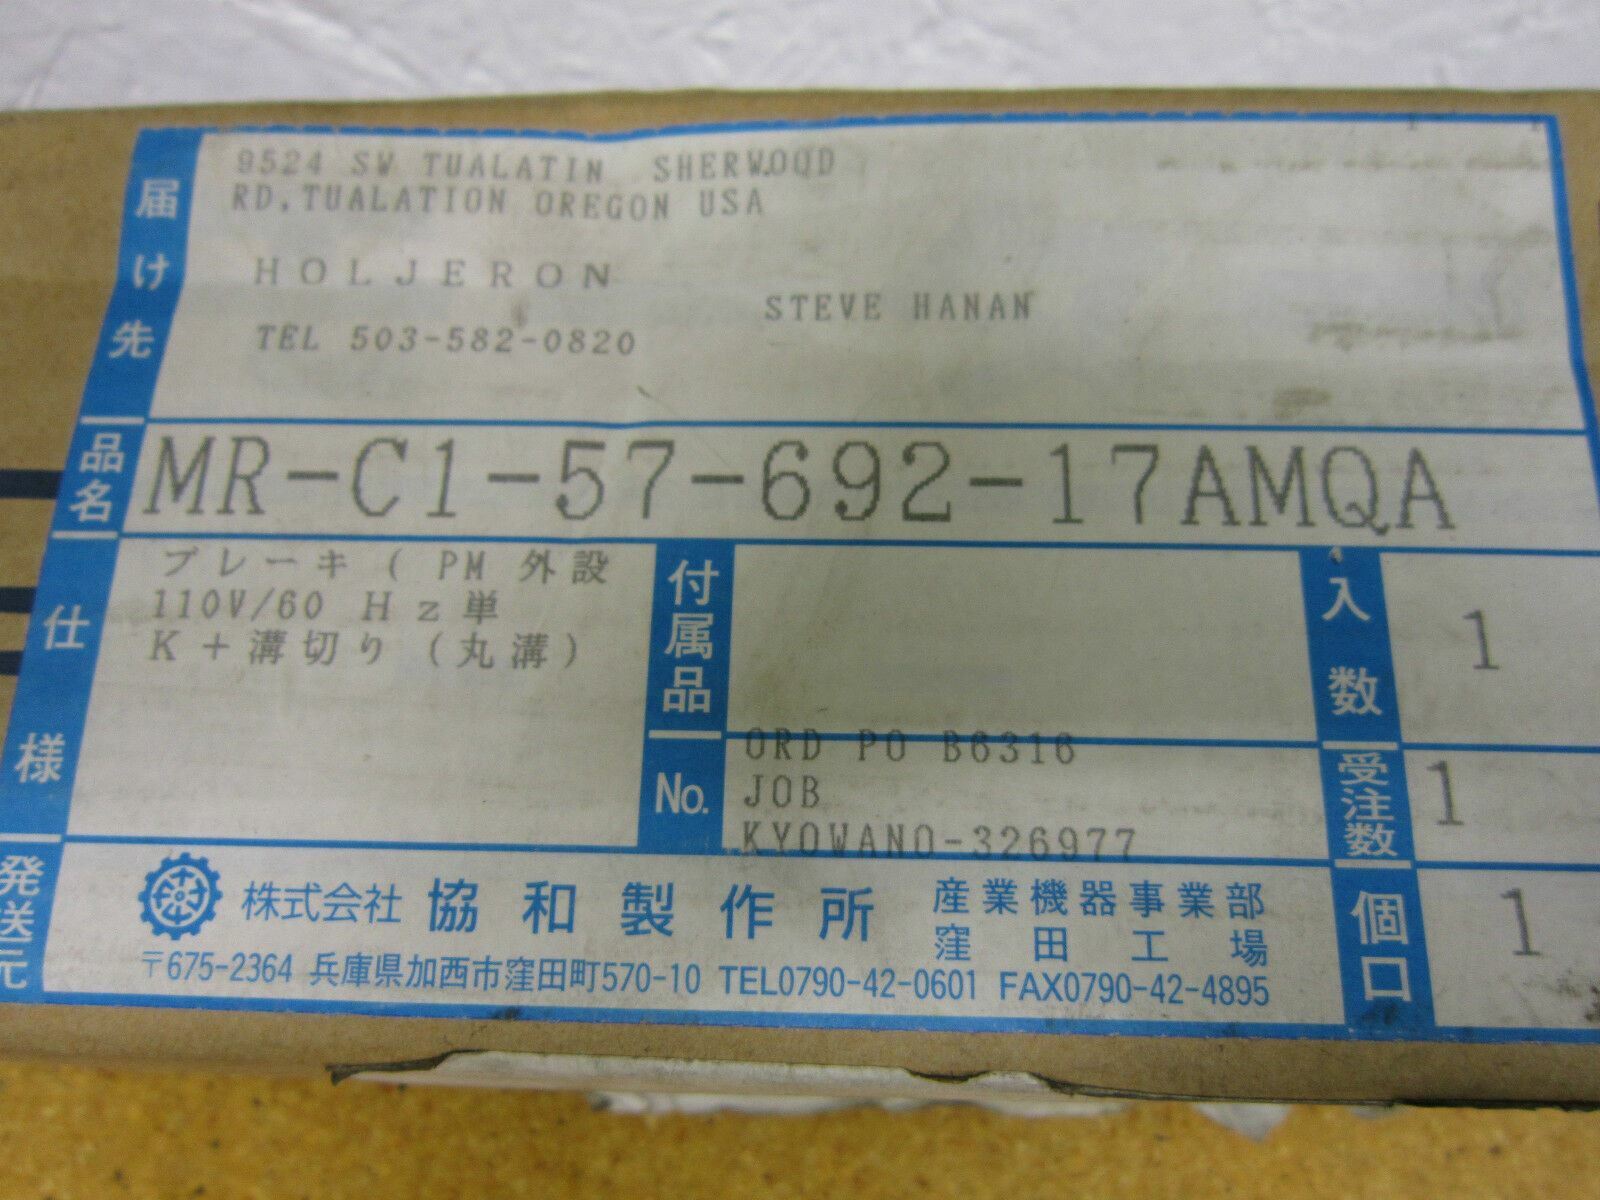 届け先
9524 SW TUALATIN SHERWOOD
RD,TUALATION OREGON USA
HOLJERON
STEVE HANAN
TEL 503-582-0820
品名
MR-C1-57-692-17AMQA
仕様
ブレーキ ( PM 外設
110V/60 Hz単
K+溝切り (丸溝)
付属品
入数
1
No.
ORD PO B6316
JOB
KYOWANO-326977
受注数
1
発送元
株式会社 協和製作所 産業機器事業部
窪田工場
〒675-2364 兵庫県加西市窪田町570-10 TEL0790-42-0601 FAX0790-42-4895
個口
1